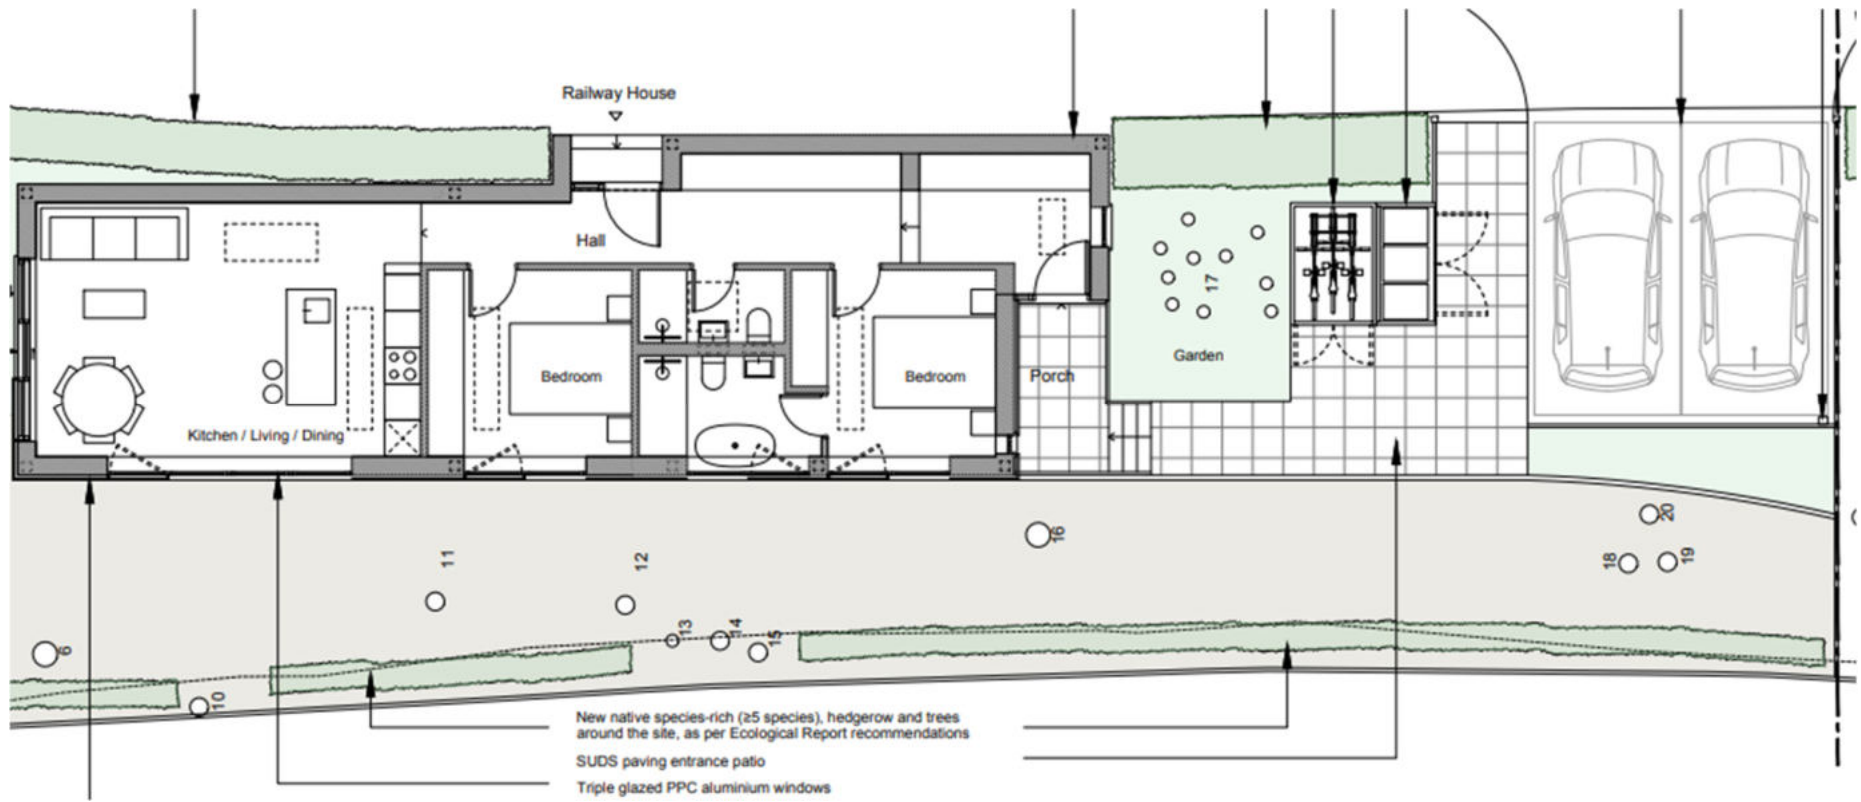 Railway House
Hall
17
Garden
Bedroom
Bedroom
Porch
Kitchen / Living / Dining
20
16
18
19
11
12
13
14
15
6
10
New native species-rich (≥5 species), hedgerow and trees
around the site, as per Ecological Report recommendations
SUDS paving entrance patio
Triple glazed PPC aluminium windows